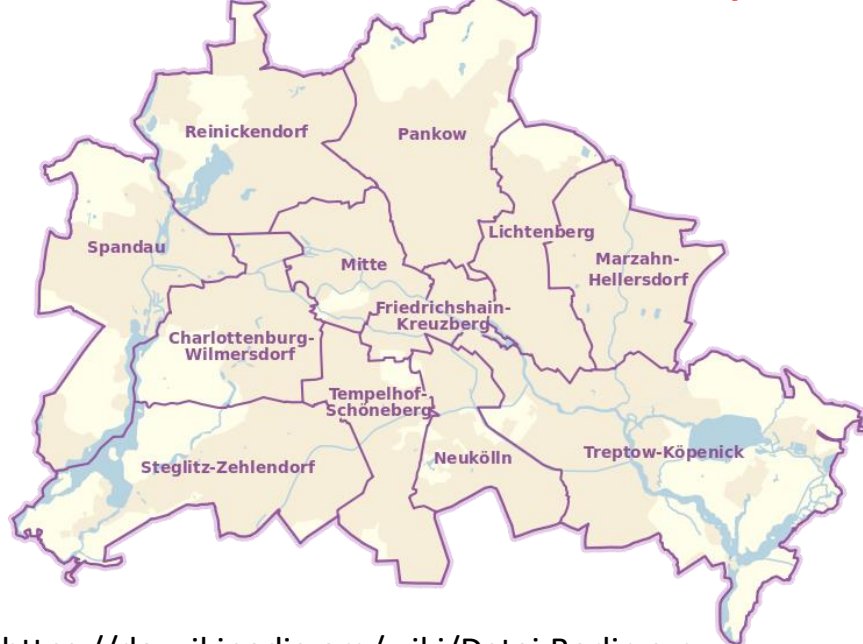 Reinickendorf
Pankow
Spandau
Lichtenberg
Mitte
Marzahn-
Hellersdorf
Friedrichshain-
Kreuzberg
Charlottenburg-
Wilmersdorf
Tempelhof-
Schöneberg
Treptow-Köpenick
Neukölln
Steglitz-Zehlendorf